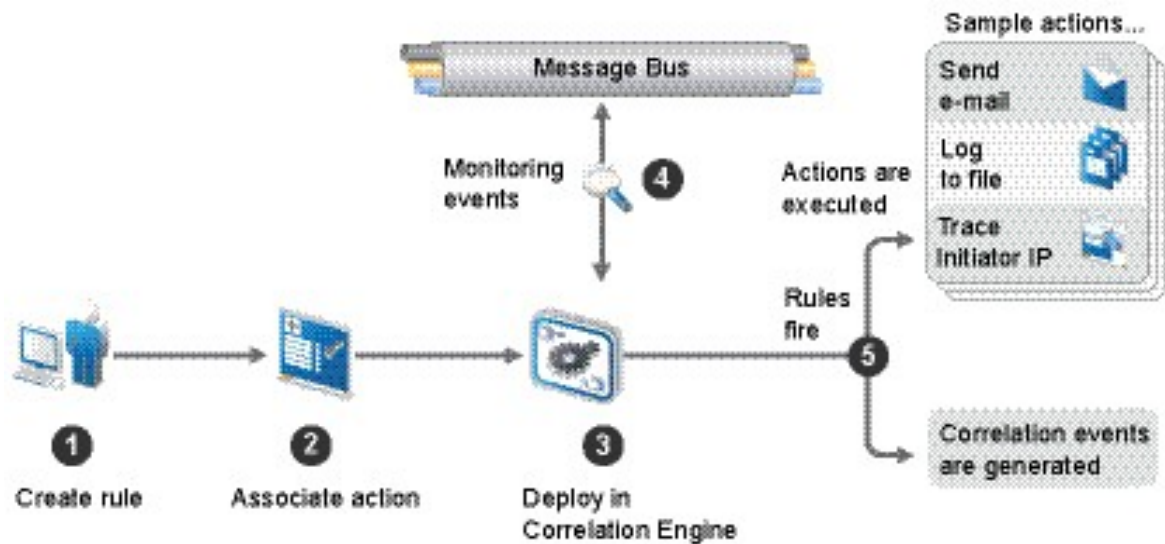 Sample actions...
Message Bus
Send
e-mail
Log
to file
Trace
Initiator IP
Monitoring
events
4
Actions are
executed
Rules
fire
5
1
Create rule
2
Associate action
3
Deploy in
Correlation Engine
Correlation events
are generated